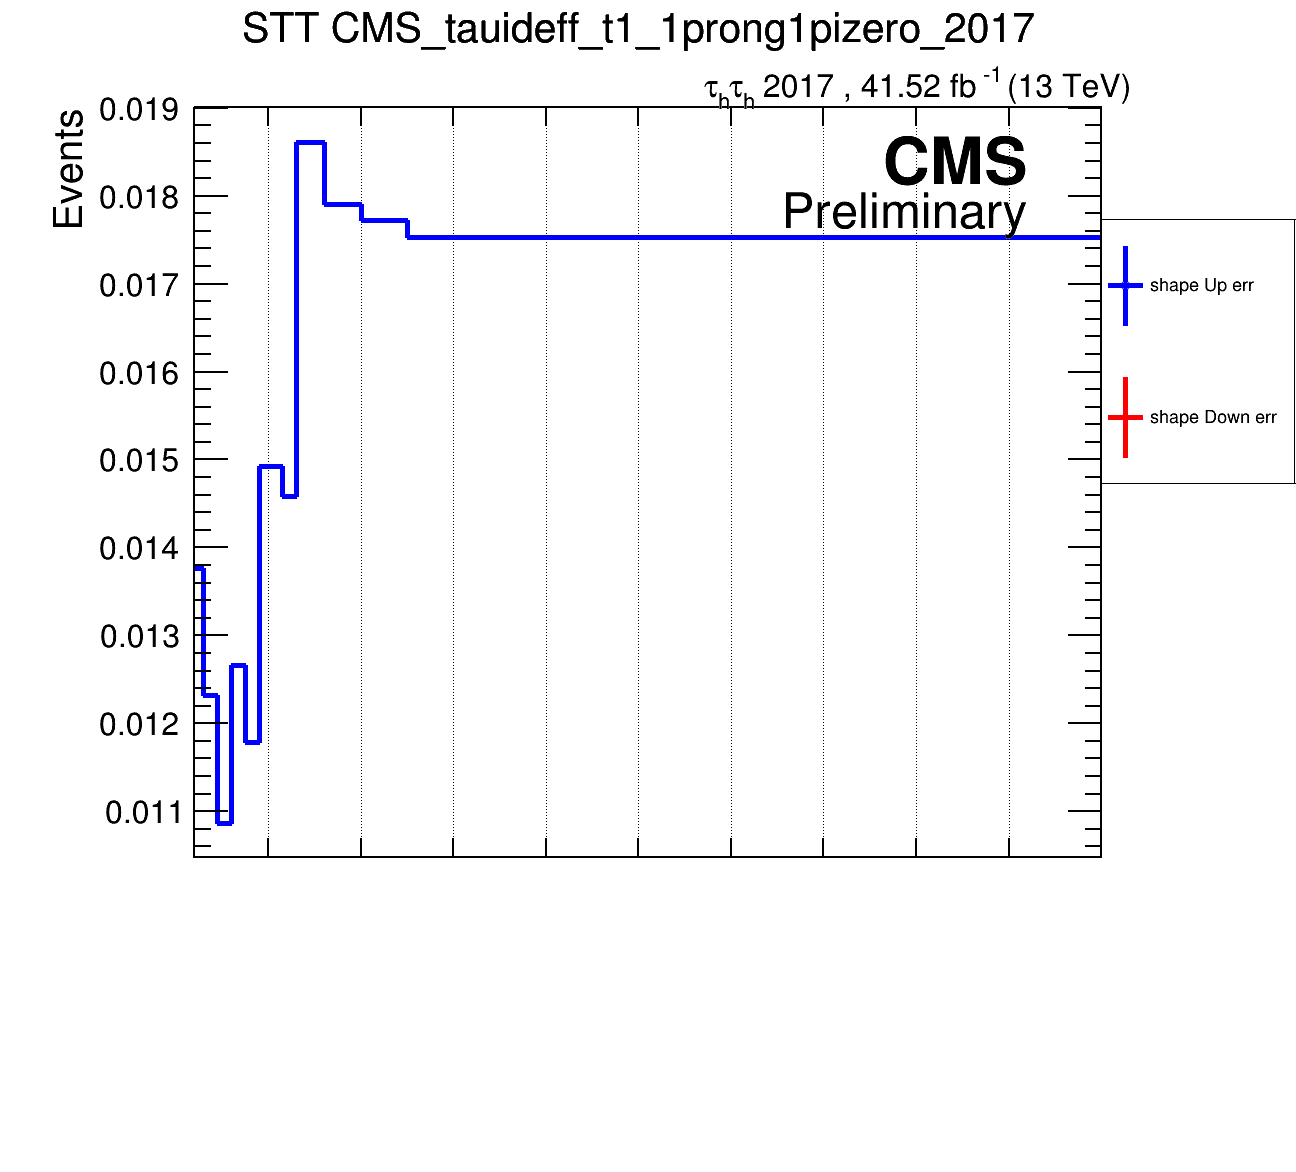 STT CMS_tauideff_t1_1prong1pizero_2017
τhτh 2017 , 41.52 fb -1 (13 TeV)
Events
0.019
0.018
0.017
0.016
0.015
0.014
0.013
0.012
0.011
CMS
Preliminary
shape Up err
shape Down err